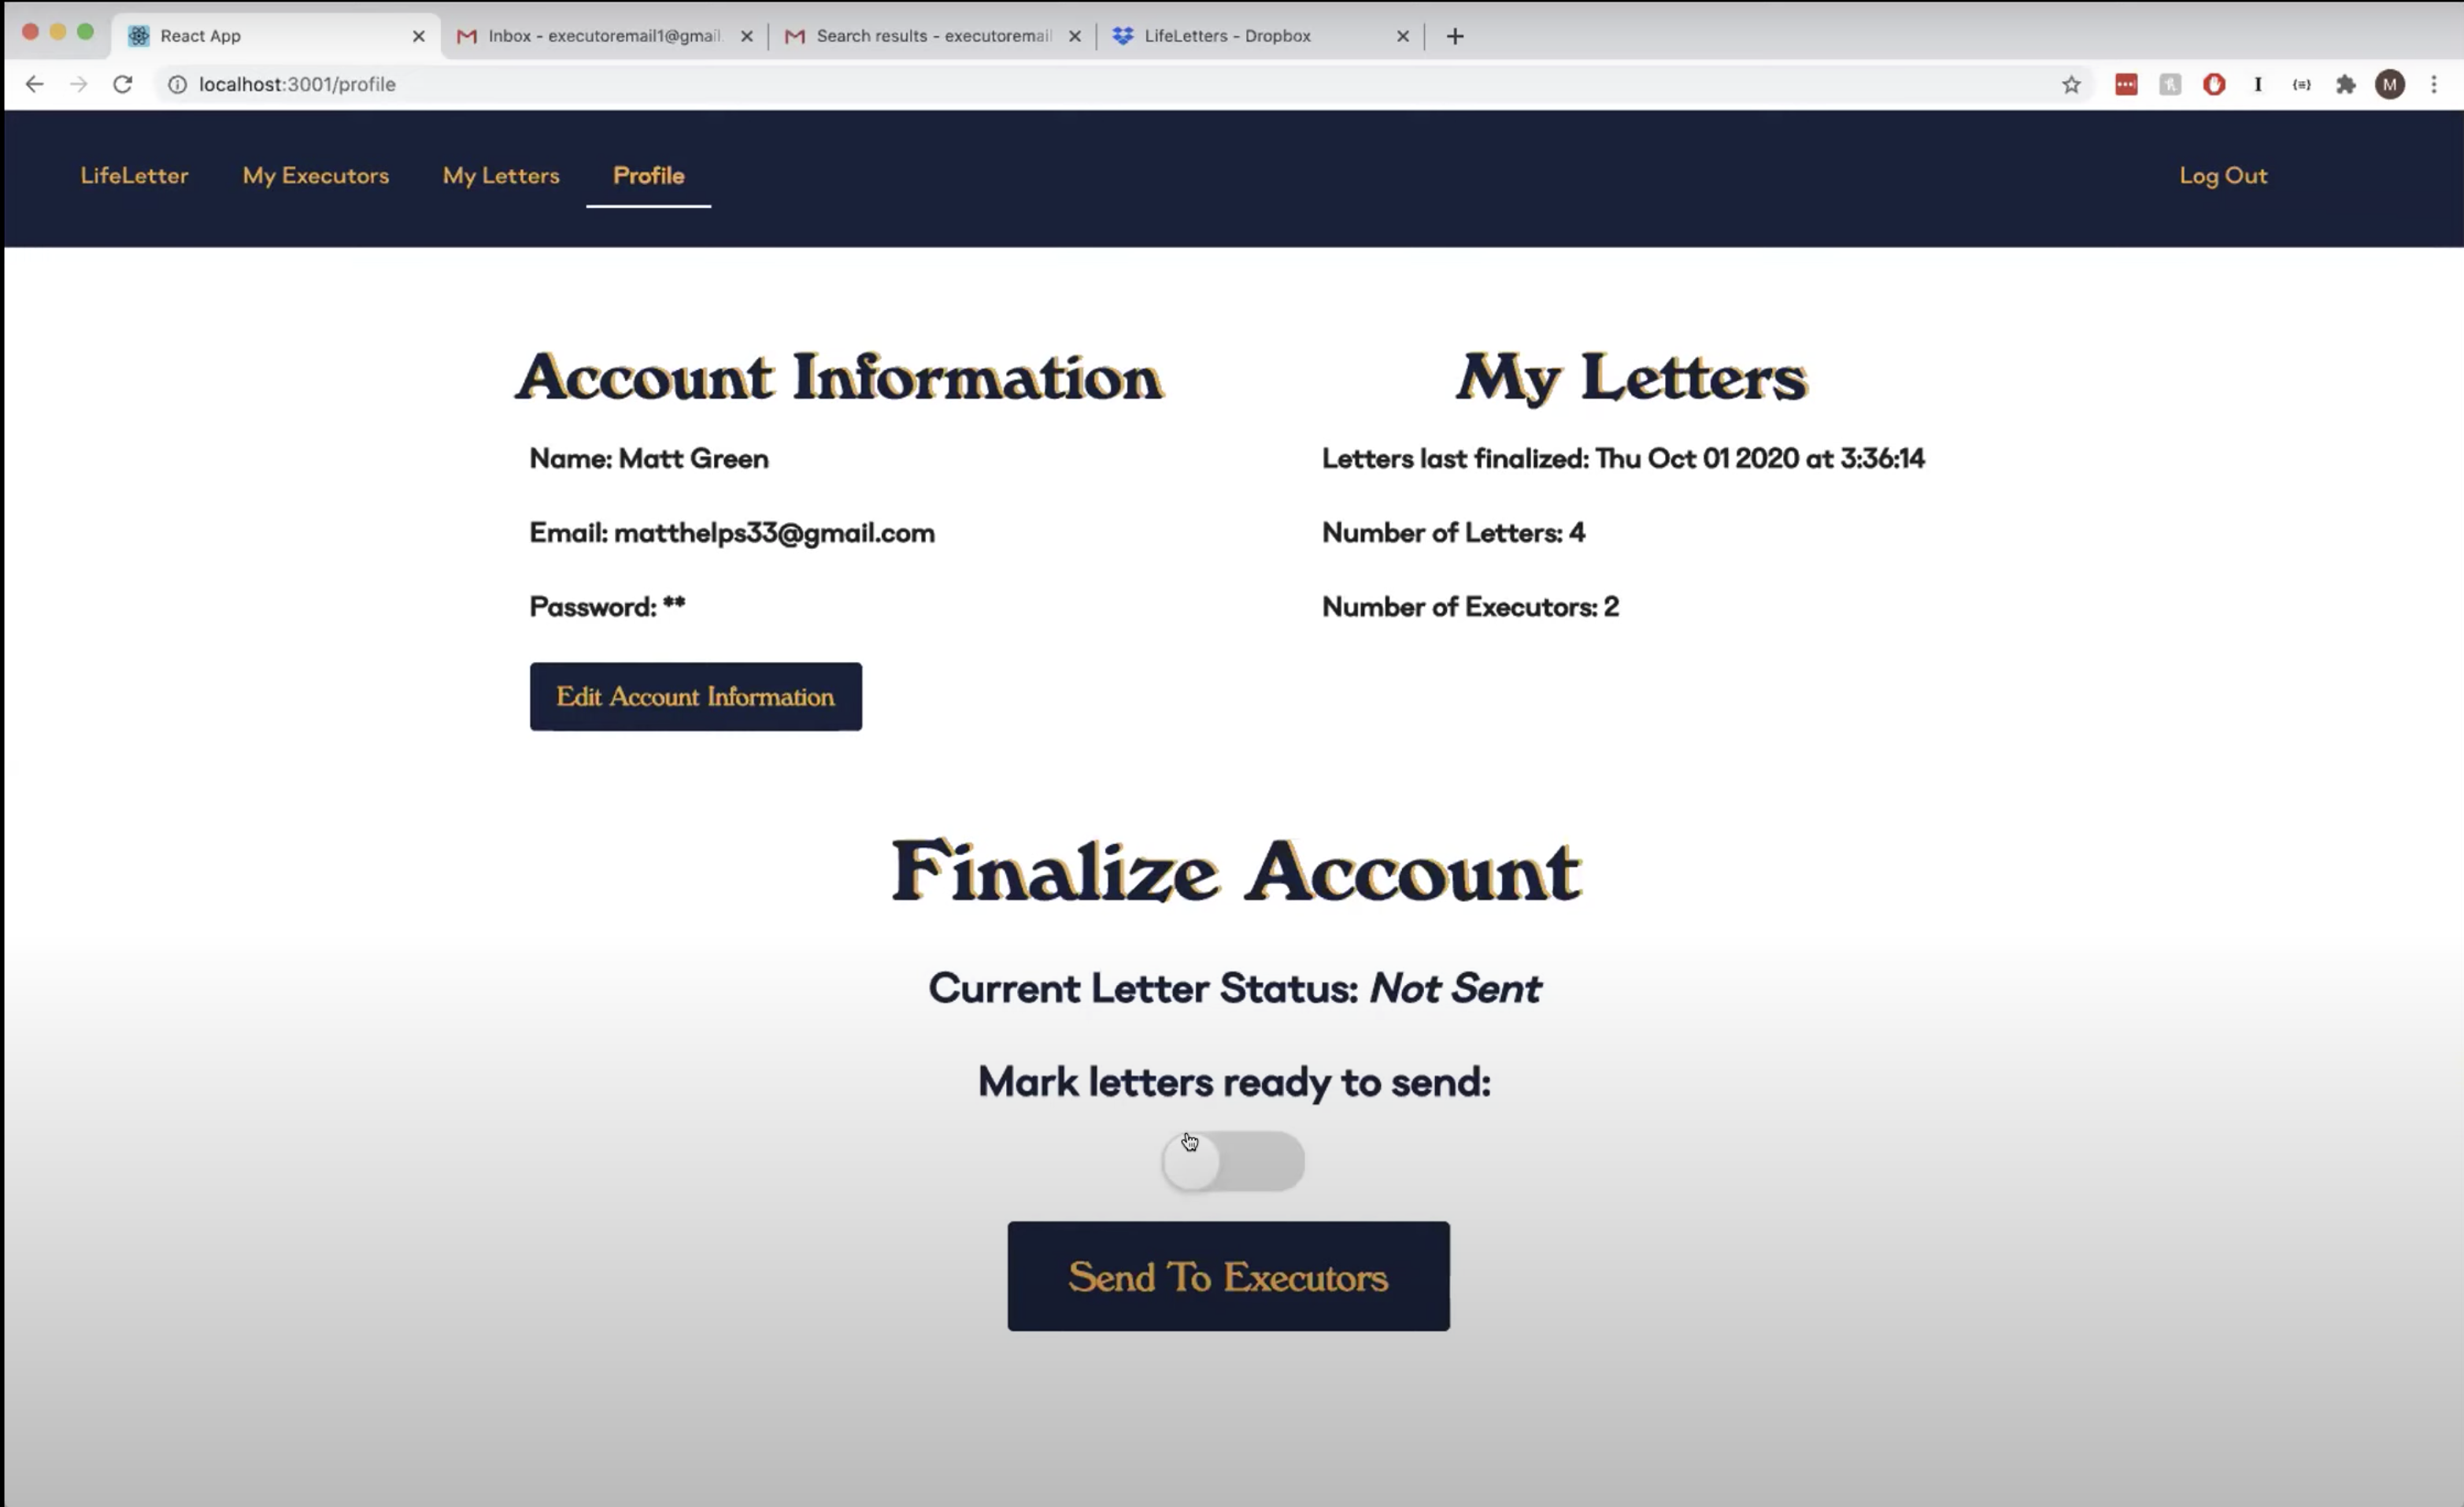 React App
Inbox - executoremail1@gmail.
Search results - executoremail
LifeLetters - Dropbox
localhost:3001/profile
M
LifeLetter
My Executors
My Letters
Profile
Log Out
Account Information
Name: Matt Green
Email: matthelps33@gmail.com
Password: **
Edit Account Information
My Letters
Letters last finalized: Thu Oct 01 2020 at 3:36:14
Number of Letters: 4
Number of Executors: 2
Finalize Account
Current Letter Status: Not Sent
Mark letters ready to send:
Send To Executors